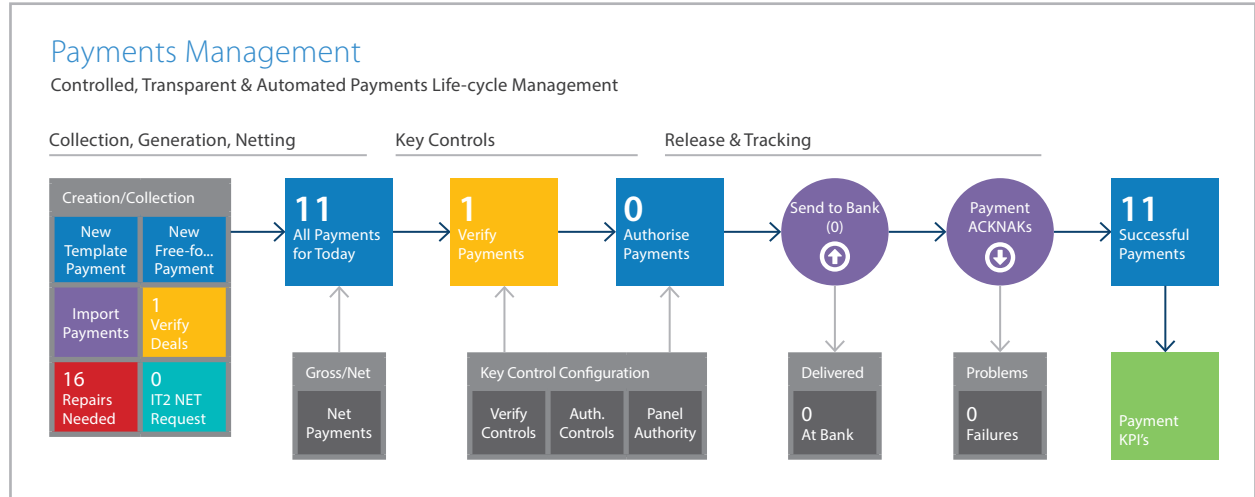 Payments Management
Controlled, Transparent & Automated Payments Life-cycle Management
Collection, Generation, Netting
Key Controls
Release & Tracking
Creation/Collection
New
Template
Payment
New
Free-fo...
Payment
Import
Payments
1
Verify
Deals
16
Repairs
Needed
0
IT2 NET
Request
11
All Payments
for Today
Gross/Net
Net
Payments
1
Verify
Payments
0
Authorise
Payments
Key Control Configuration
Verify
Controls
Auth.
Controls
Panel
Authority
Send to Bank
(0)
Delivered
0
At Bank
Payment
ACKNAKs
Problems
0
Failures
11
Successful
Payments
Payment
KPI's